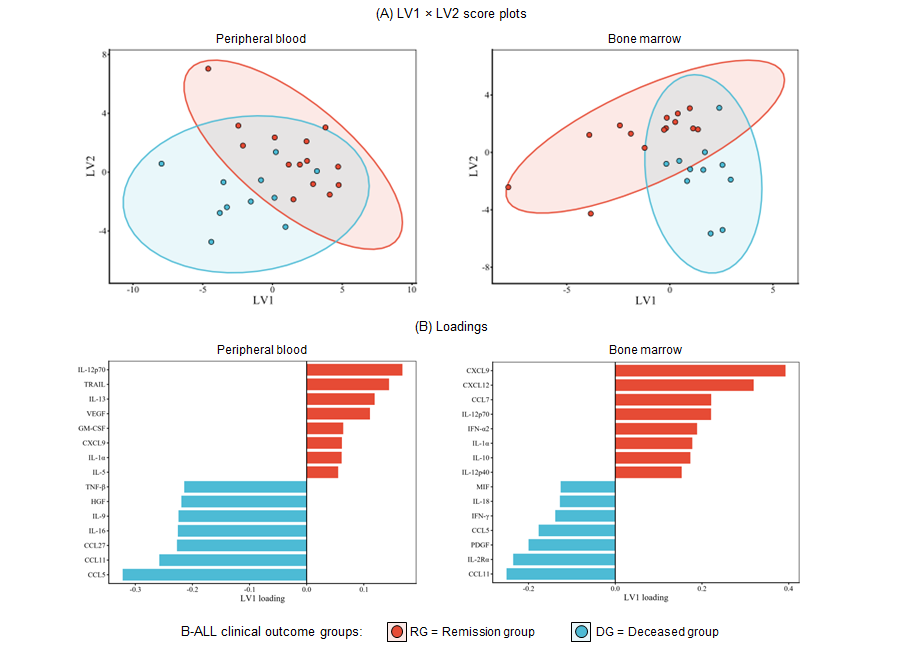 (A) LV1 × LV2 score plots
Peripheral blood
Bone marrow
8
4
0
-4
LV2
-10
-5
0
5
10
LV1
4
0
-4
-8
LV2
-5
0
5
LV1
(B) Loadings
Peripheral blood
Bone marrow
IL-12p70
TRAIL
IL-13
VEGF
GM-CSF
CXCL9
IL-1α
IL-5
TNF-β
HGF
IL-9
IL-16
CCL27
CCL11
CCL5
-0.3
-0.2
-0.1
0.0
0.1
LV1 loading
CXCL9
CXCL12
CCL7
IL-12p70
IFN-α2
IL-1α
IL-10
IL-12p40
MIF
IL-18
IFN-γ
CCL5
PDGF
IL-2Rα
CCL11
-0.2
0.0
0.2
0.4
LV1 loading
B-ALL clinical outcome groups:
RG = Remission group
DG = Deceased group